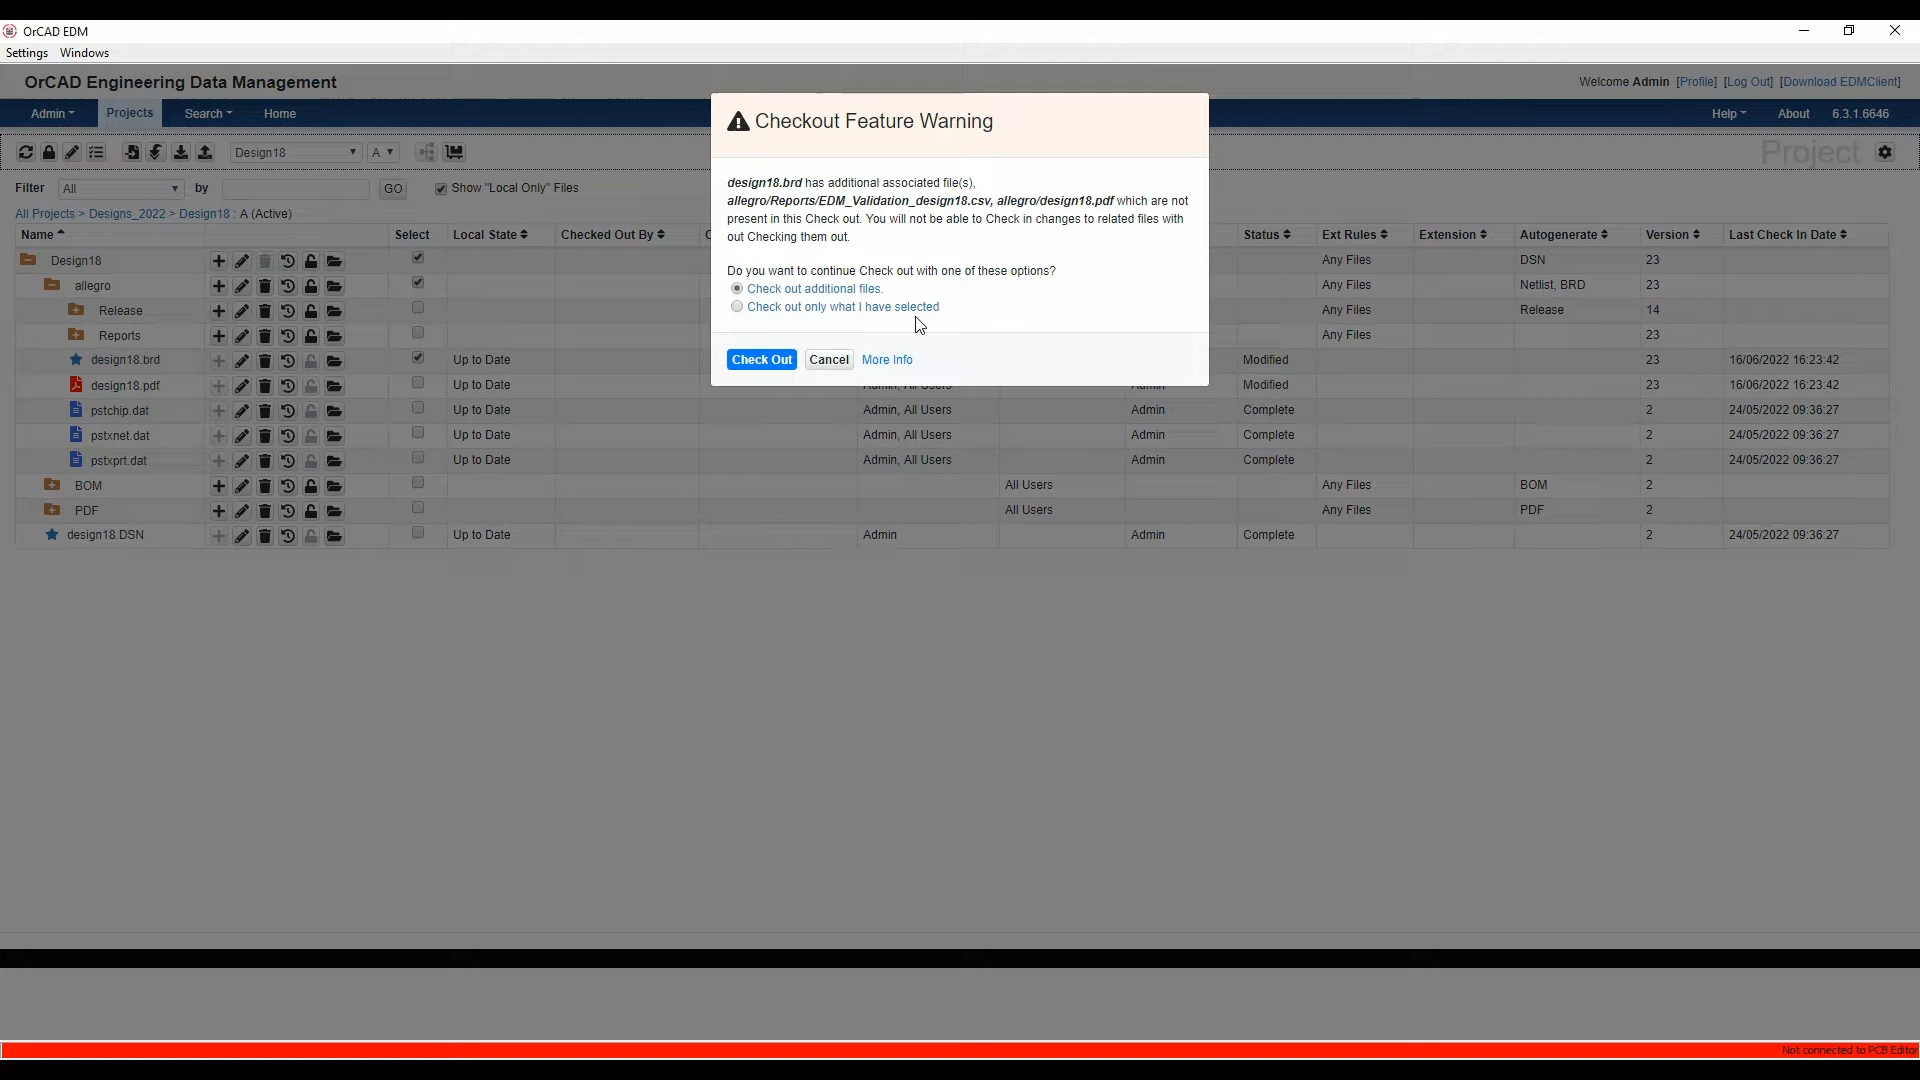 OrCAD EDM
Settings Windows
OrCAD Engineering Data Management
Welcome Admin [Profile] [Log Out] [Download EDMClient]
Admin Projects Search Home Help About 6.3.1.6646
Design18 A Project
Filter All by GO Show "Local Only" Files
All Projects > Designs_2022 > Design18 : A (Active)
Name Select Local State Checked Out By Status Ext Rules Extension Autogenerate Version Last Check In Date
Design18 Any Files DSN 23
allegro Any Files Netlist, BRD 23
Release Any Files Release 14
Reports Any Files 23
design18.brd Up to Date Modified 23 16/06/2022 16:23:42
design18.pdf Up to Date Admin, All Users Admin Modified 23 16/06/2022 16:23:42
pstchip.dat Up to Date Admin, All Users Admin Complete 2 24/05/2022 09:36:27
pstxnet.dat Up to Date Admin, All Users Admin Complete 2 24/05/2022 09:36:27
pstxprt.dat Up to Date Admin, All Users Admin Complete 2 24/05/2022 09:36:27
BOM All Users Any Files BOM 2
PDF All Users Any Files PDF 2
design18.DSN Up to Date Admin Admin Complete 2 24/05/2022 09:36:27
Checkout Feature Warning
design18.brd has additional associated file(s),
allegro/Reports/EDM_Validation_design18.csv, allegro/design18.pdf which are not
present in this Check out. You will not be able to Check in changes to related files with
out Checking them out.
Do you want to continue Check out with one of these options?
Check out additional files.
Check out only what I have selected
Check Out Cancel More Info
Not connected to PCB Editor